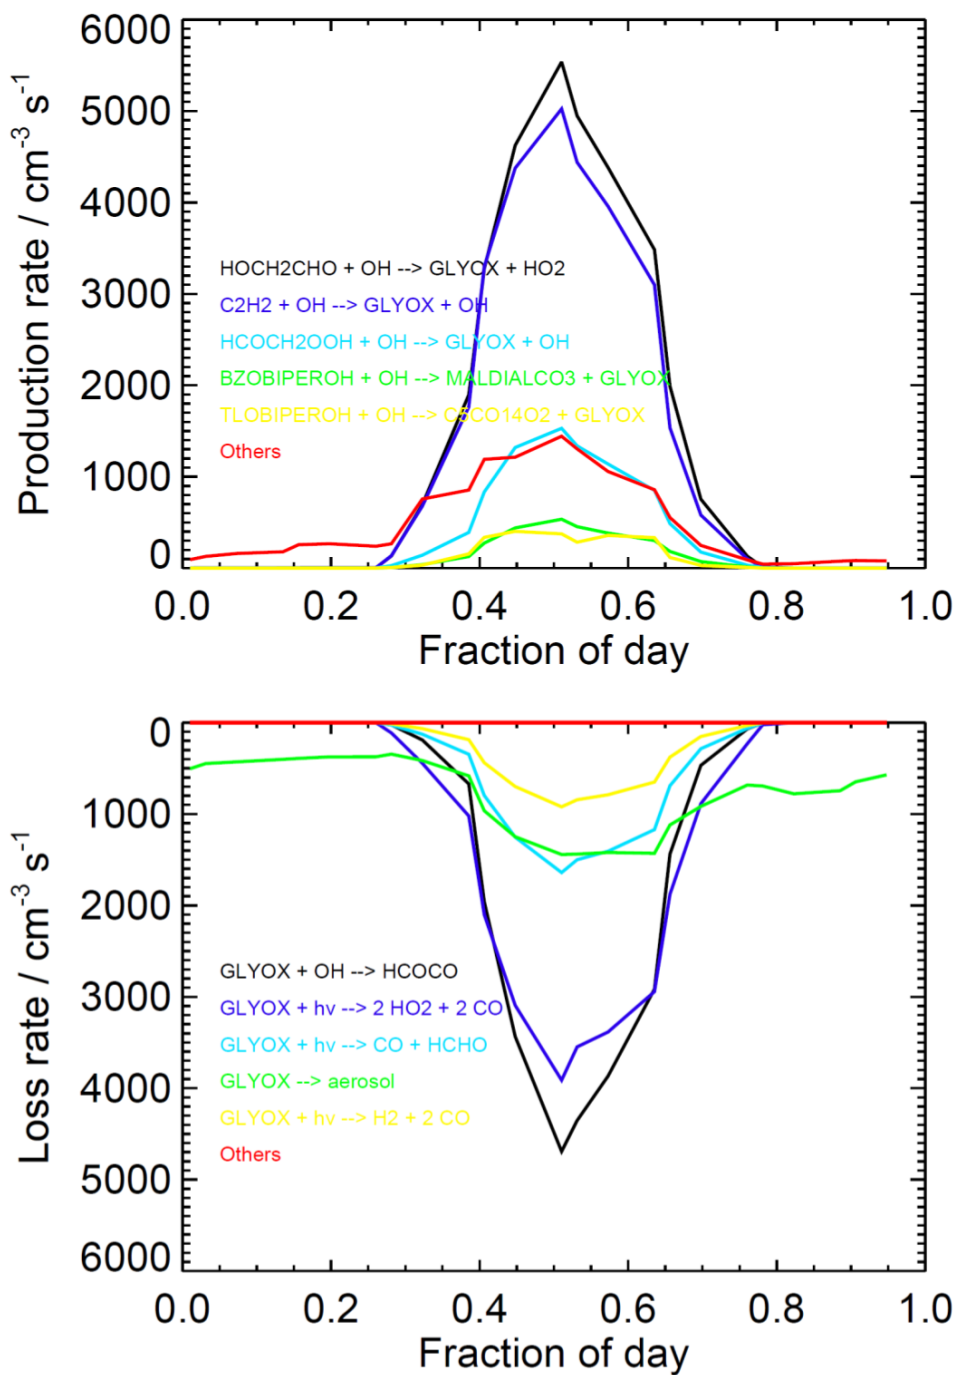 6000
5000
4000
3000
2000
1000
0
Production rate / cm-3 s-1
HOCH2CHO + OH --> GLYOX + HO2
C2H2 + OH --> GLYOX + OH
HCOCH2OOH + OH --> GLYOX + OH
BZOBIPEROH + OH --> MALDIALCO3 + GLYOX
TLOBIPEROH + OH --> C5CO14O2 + GLYOX
Others
0.0 0.2 0.4 0.6 0.8 1.0
Fraction of day
0
1000
2000
3000
4000
5000
6000
Loss rate / cm-3 s-1
GLYOX + OH --> HCOCO
GLYOX + hv --> 2 HO2 + 2 CO
GLYOX + hv --> CO + HCHO
GLYOX --> aerosol
GLYOX + hv --> H2 + 2 CO
Others
0.0 0.2 0.4 0.6 0.8 1.0
Fraction of day